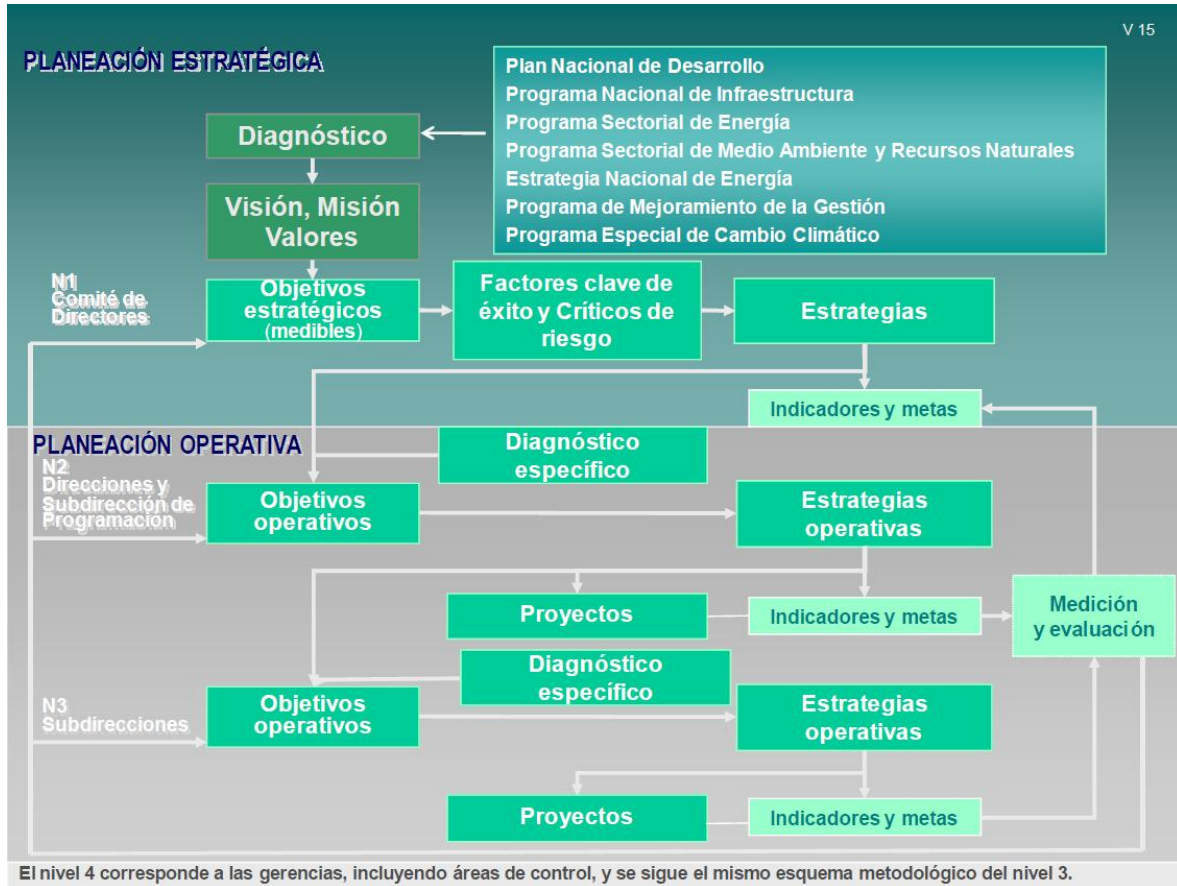 V 15
PLANEACIÓN ESTRATÉGICA
Plan Nacional de Desarrollo
Programa Nacional de Infraestructura
Programa Sectorial de Energía
Programa Sectorial de Medio Ambiente y Recursos Naturales
Estrategia Nacional de Energía
Programa de Mejoramiento de la Gestión
Programa Especial de Cambio Climático
Diagnóstico
Visión, Misión
Valores
N1
Comité de
Directores
Objetivos
estratégicos
(medibles)
Factores clave de
éxito y Críticos de
riesgo
Estrategias
Indicadores y metas
PLANEACIÓN OPERATIVA
N2
Direcciones y
Subdirección de
Programación
Diagnóstico
específico
Objetivos
operativos
Estrategias
operativas
Proyectos
Indicadores y metas
Medición
y evaluación
Diagnóstico
específico
N3
Subdirecciones
Objetivos
operativos
Estrategias
operativas
Proyectos
Indicadores y metas
El nivel 4 corresponde a las gerencias, incluyendo áreas de control, y se sigue el mismo esquema metodológico del nivel 3.